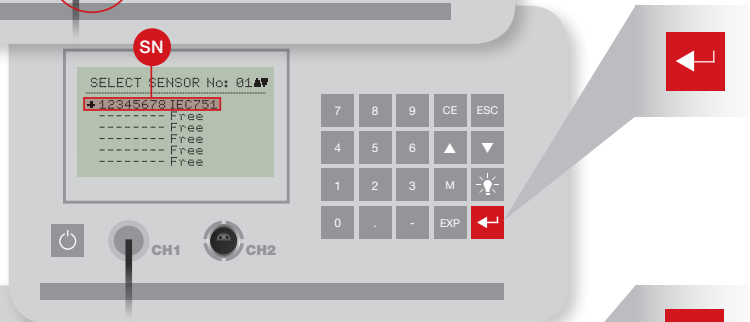 SN
SELECT SENSOR No: 01▲▼
+12345678 IEC751
-------- Free
-------- Free
-------- Free
-------- Free
7 8 9 CE ESC
4 5 6 ▲ ▼
1 2 3 M
0 . - EXP
CH1 CH2